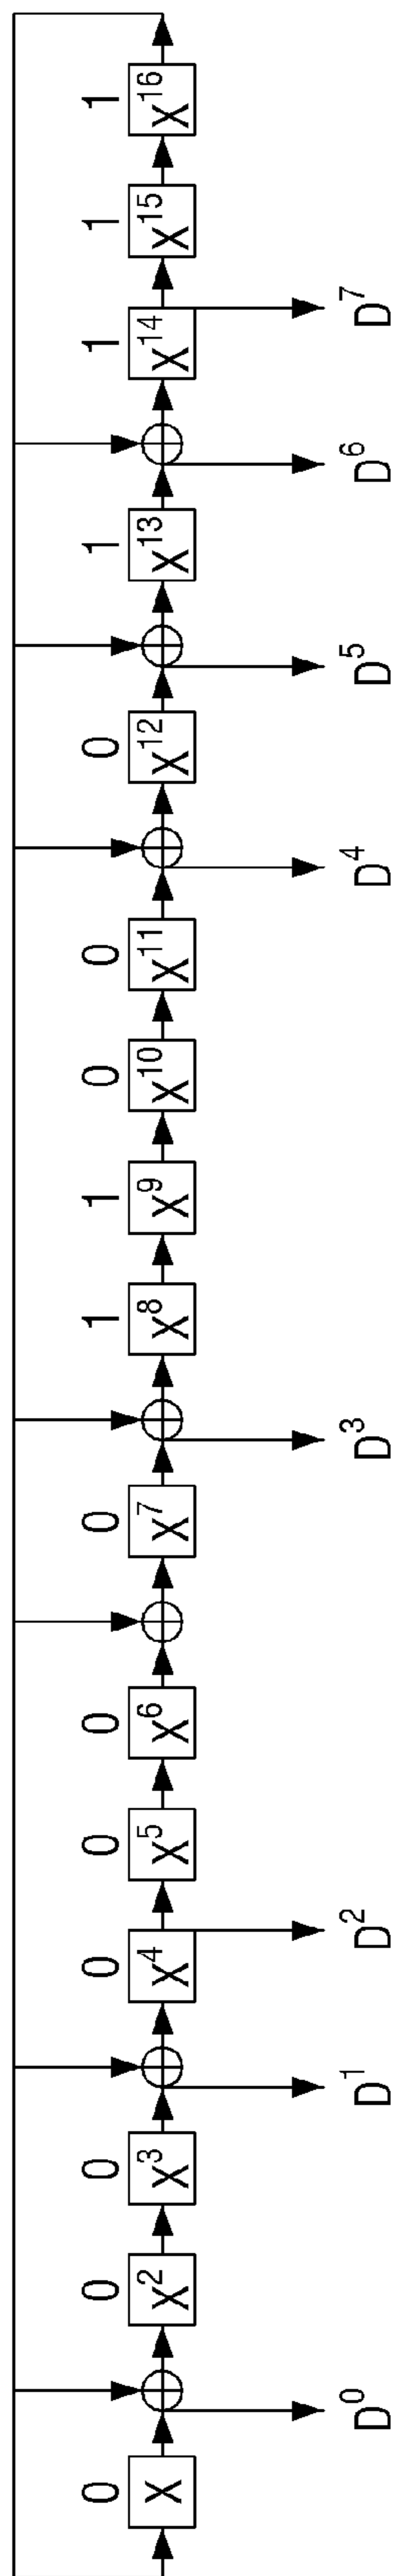 0 0 0 0 0 0 0 1 1 0 0 0 1 1 1 1
X X² X³ X⁴ X⁵ X⁶ X⁷ X⁸ X⁹ X¹⁰ X¹¹ X¹² X¹³ X¹⁴ X¹⁵ X¹⁶
D⁰ D¹ D² D³ D⁴ D⁵ D⁶ D⁷